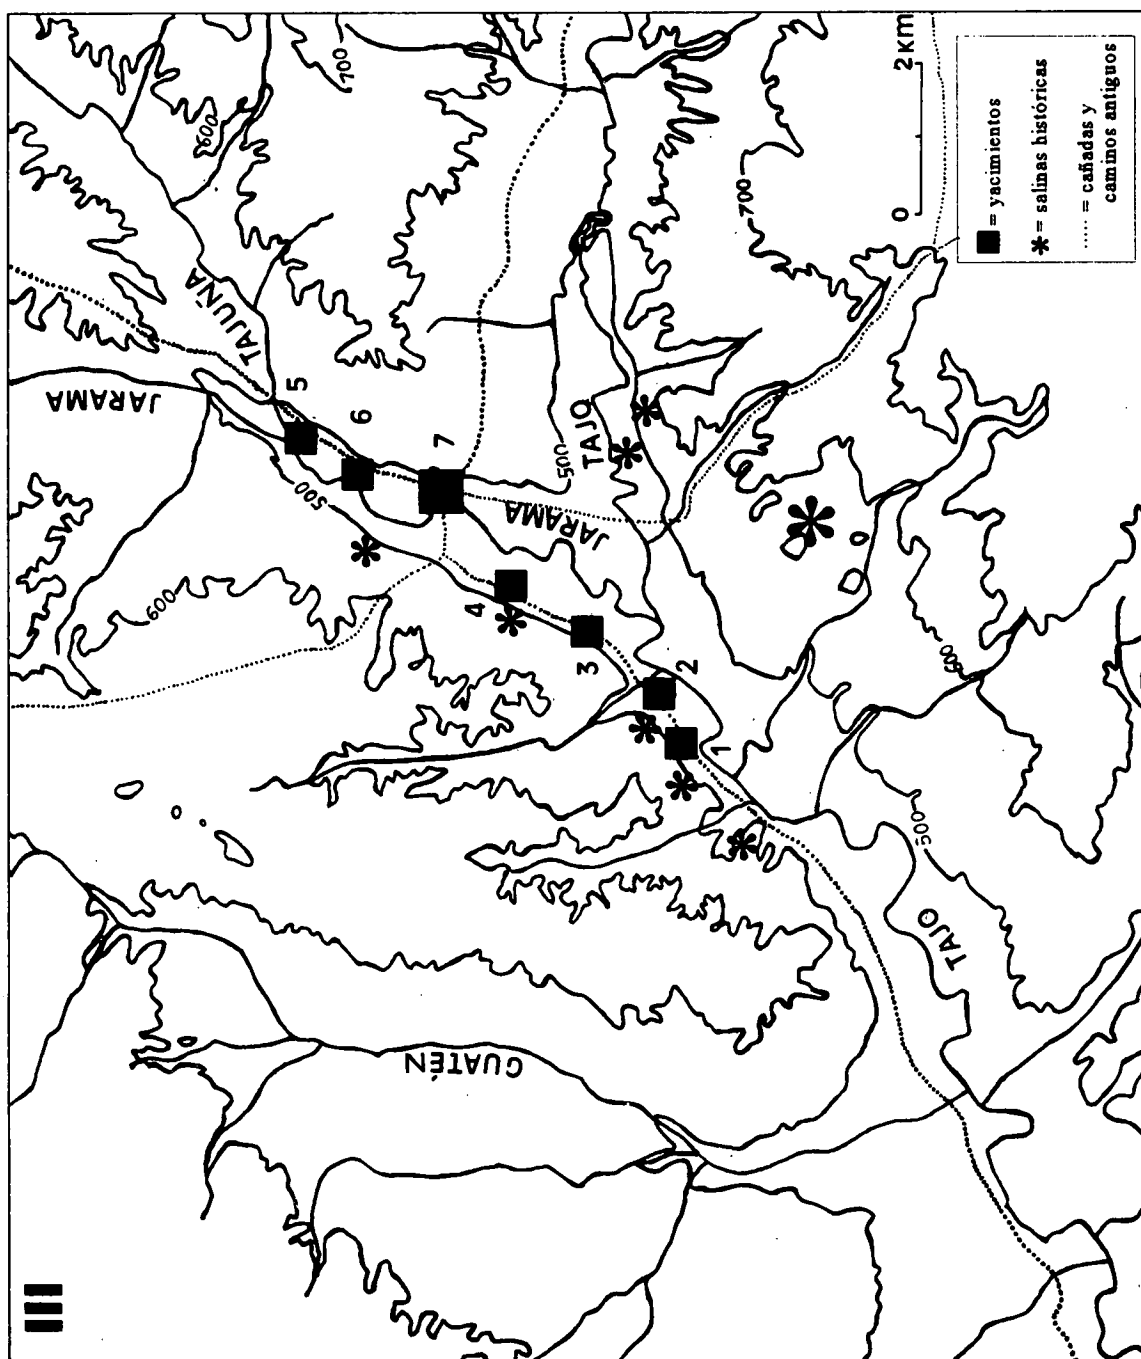 III
JARAMA
600
TAJUÑA
600
5
500
700
6
7
GUATÉN
4
JARAMA
500
3
TAJO
2
1
700
0 2 Km
500
TAJO
600
= yacimientos
= salinas históricas
= cañadas y
caminos antiguos